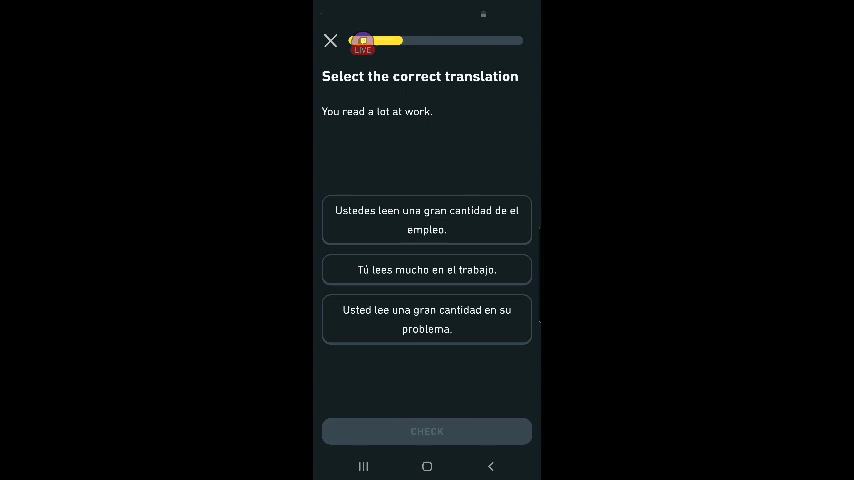 LIVE
Select the correct translation
You read a lot at work.
Ustedes leen una gran cantidad de el
empleo.
Tú lees mucho en el trabajo.
Usted lee una gran cantidad en su
problema.
CHECK